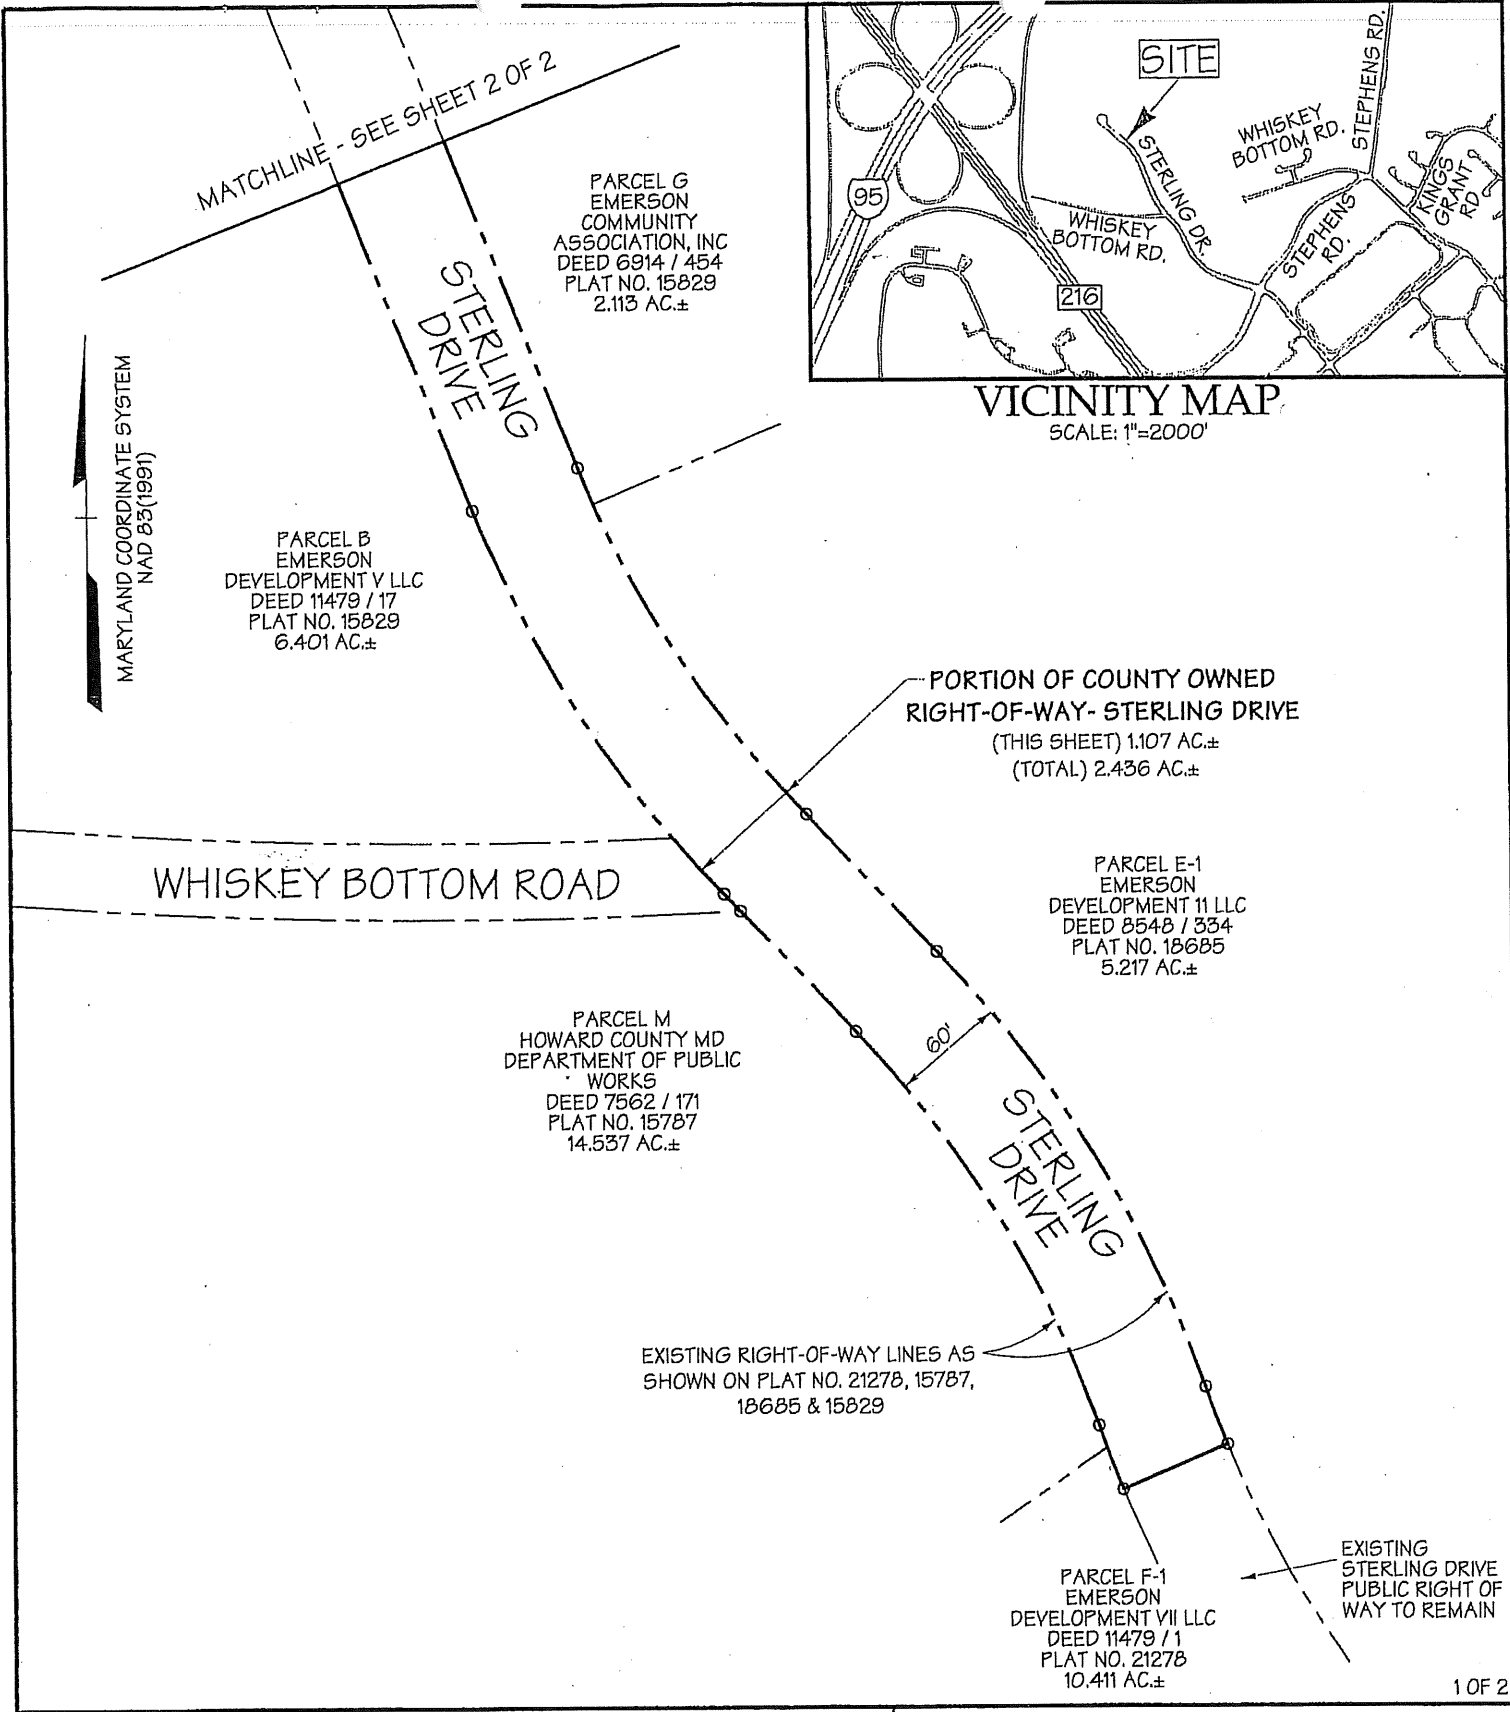 MATCHLINE - SEE SHEET 2 OF 2
PARCEL G
EMERSON
COMMUNITY
ASSOCIATION, INC
DEED 6914 / 454
PLAT NO. 15829
2.113 AC.±
STERLING
DRIVE
SITE
95
STERLING DR.
WHISKEY
BOTTOM RD.
WHISKEY
BOTTOM RD.
STEPHENS RD.
STEPHENS
RD.
KINGS
GRANT
RD
216
VICINITY MAP
SCALE: 1"=2000'
MARYLAND COORDINATE SYSTEM
NAD 83(1991)
PARCEL B
EMERSON
DEVELOPMENT V LLC
DEED 11479 / 17
PLAT NO. 15829
6.401 AC.±
PORTION OF COUNTY OWNED
RIGHT-OF-WAY- STERLING DRIVE
(THIS SHEET) 1.107 AC.±
(TOTAL) 2.436 AC.±
WHISKEY BOTTOM ROAD
PARCEL E-1
EMERSON
DEVELOPMENT 11 LLC
DEED 8548 / 334
PLAT NO. 18685
5.217 AC.±
PARCEL M
HOWARD COUNTY MD
DEPARTMENT OF PUBLIC
WORKS
DEED 7562 / 171
PLAT NO. 15787
14.537 AC.±
60'
STERLING
DRIVE
EXISTING RIGHT-OF-WAY LINES AS
SHOWN ON PLAT NO. 21278, 15787,
18685 & 15829
PARCEL F-1
EMERSON
DEVELOPMENT VII LLC
DEED 11479 / 1
PLAT NO. 21278
10.411 AC.±
EXISTING
STERLING DRIVE
PUBLIC RIGHT OF
WAY TO REMAIN
1 OF 2